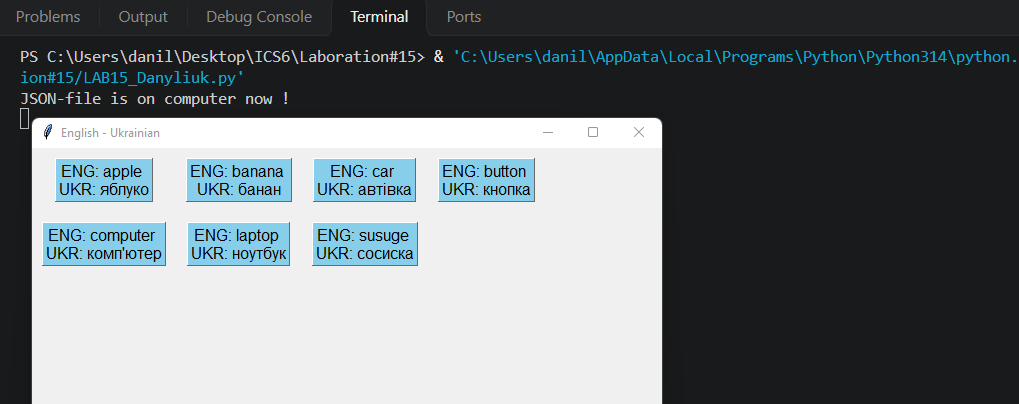 Problems Output Debug Console Terminal Ports
PS C:\Users\danil\Desktop\ICS6\Laboration#15> & 'C:\Users\danil\AppData\Local\Programs\Python\Python314\python.
ion#15/LAB15_Danyliuk.py'
JSON-file is on computer now !
English - Ukrainian
ENG: apple
UKR: яблуко
ENG: banana
UKR: банан
ENG: car
UKR: автівка
ENG: button
UKR: кнопка
ENG: computer
UKR: комп'ютер
ENG: laptop
UKR: ноутбук
ENG: susuge
UKR: сосиска